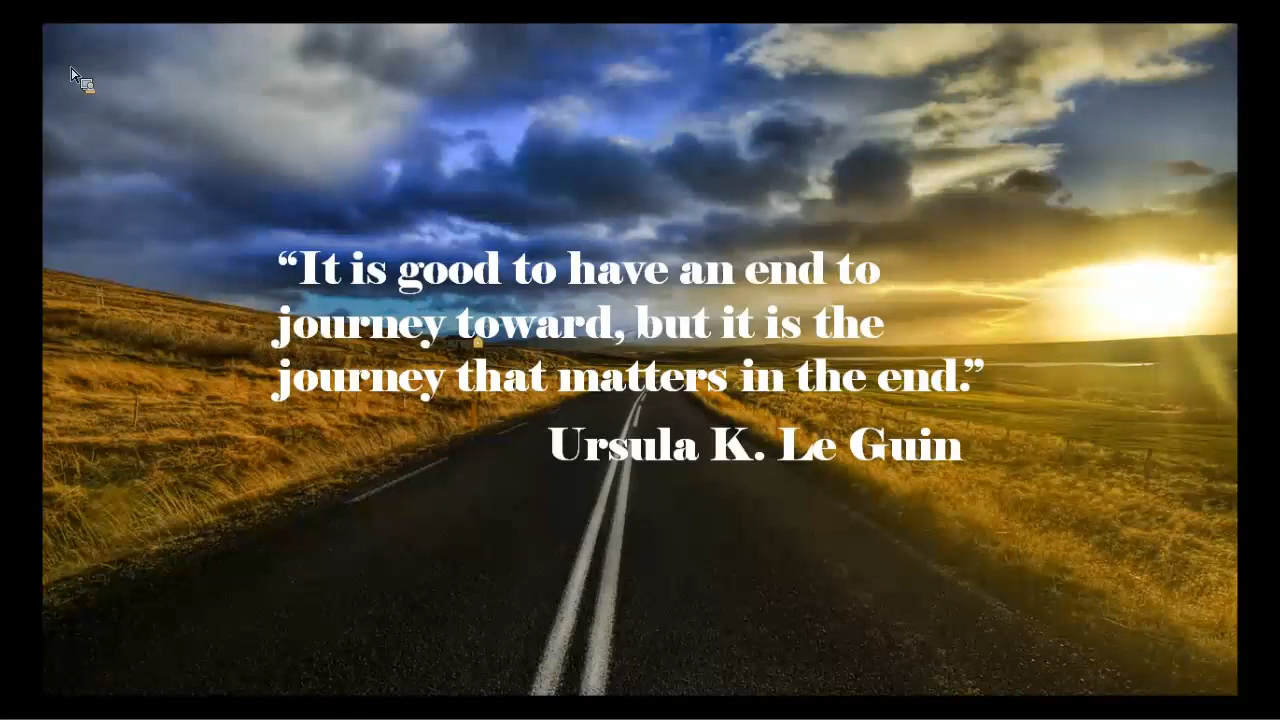 “It is good to have an end to
journey toward, but it is the
journey that matters in the end.”
Ursula K. Le Guin